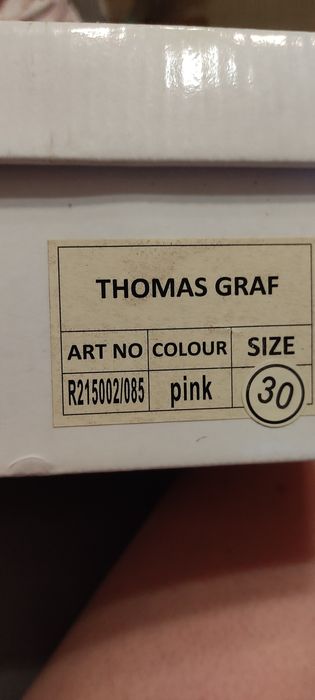 THOMAS GRAF
ART NO COLOUR SIZE
R215002/085 pink 30